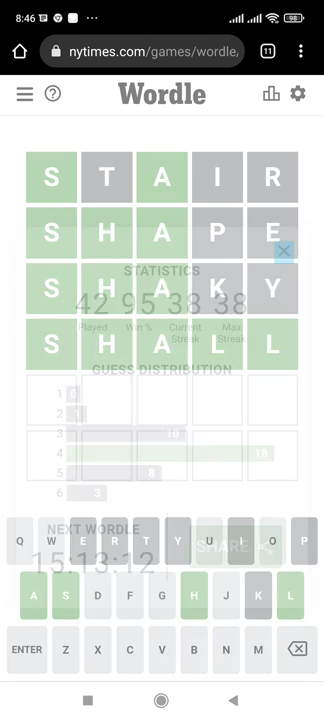 8:46 98
nytimes.com/games/wordle, 11
Wordle
S T A I R
S H A P E
S H A K Y
S H A L L
STATISTICS
42 95 38 38
Played Win % Current Streak Max Streak
GUESS DISTRIBUTION
1 0
2 1
3 10
4 18
5 8
6 3
NEXT WORDLE
15:13:12
SHARE
Q W E R T Y U I O P
A S D F G H J K L
ENTER Z X C V B N M